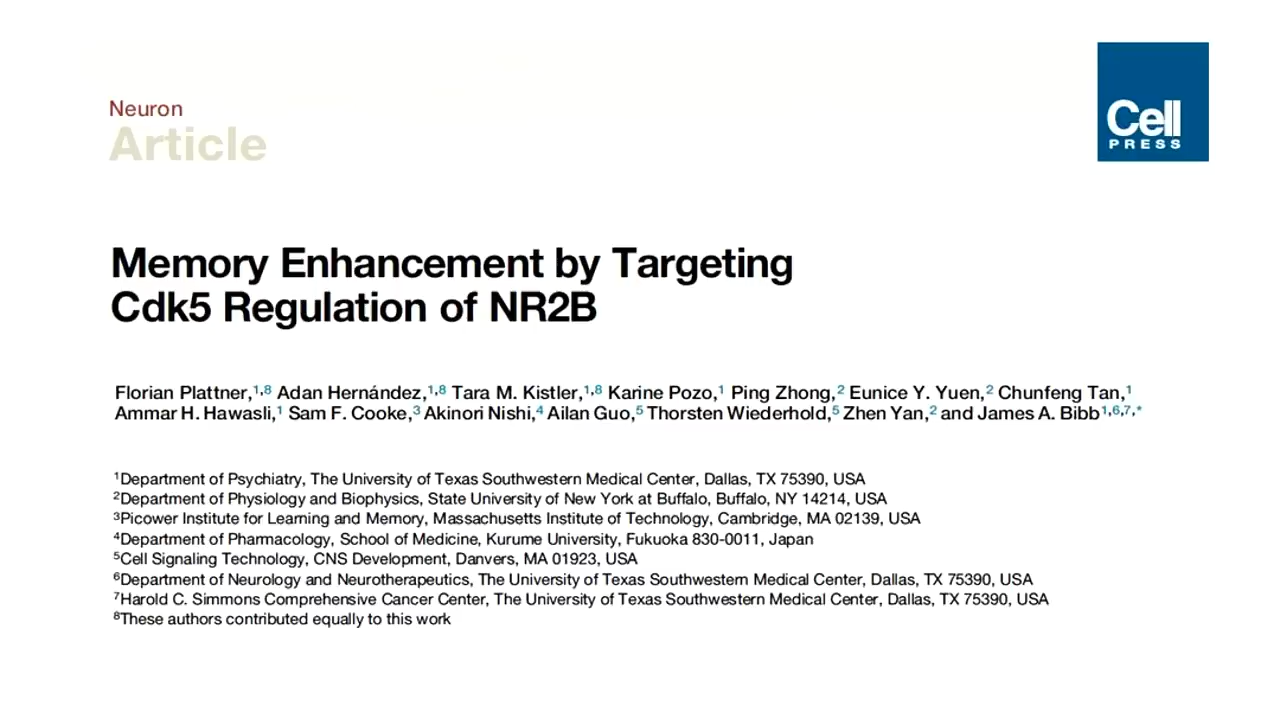 Neuron
Article
Cell
PRESS
Memory Enhancement by Targeting
Cdk5 Regulation of NR2B
Florian Plattner,1,8 Adan Hernández,1,8 Tara M. Kistler,1,8 Karine Pozo,1 Ping Zhong,2 Eunice Y. Yuen,2 Chunfeng Tan,1
Ammar H. Hawasli,1 Sam F. Cooke,3 Akinori Nishi,4 Ailan Guo,5 Thorsten Wiederhold,5 Zhen Yan,2 and James A. Bibb1,6,7,*
1Department of Psychiatry, The University of Texas Southwestern Medical Center, Dallas, TX 75390, USA
2Department of Physiology and Biophysics, State University of New York at Buffalo, Buffalo, NY 14214, USA
3Picower Institute for Learning and Memory, Massachusetts Institute of Technology, Cambridge, MA 02139, USA
4Department of Pharmacology, School of Medicine, Kurume University, Fukuoka 830-0011, Japan
5Cell Signaling Technology, CNS Development, Danvers, MA 01923, USA
6Department of Neurology and Neurotherapeutics, The University of Texas Southwestern Medical Center, Dallas, TX 75390, USA
7Harold C. Simmons Comprehensive Cancer Center, The University of Texas Southwestern Medical Center, Dallas, TX 75390, USA
8These authors contributed equally to this work